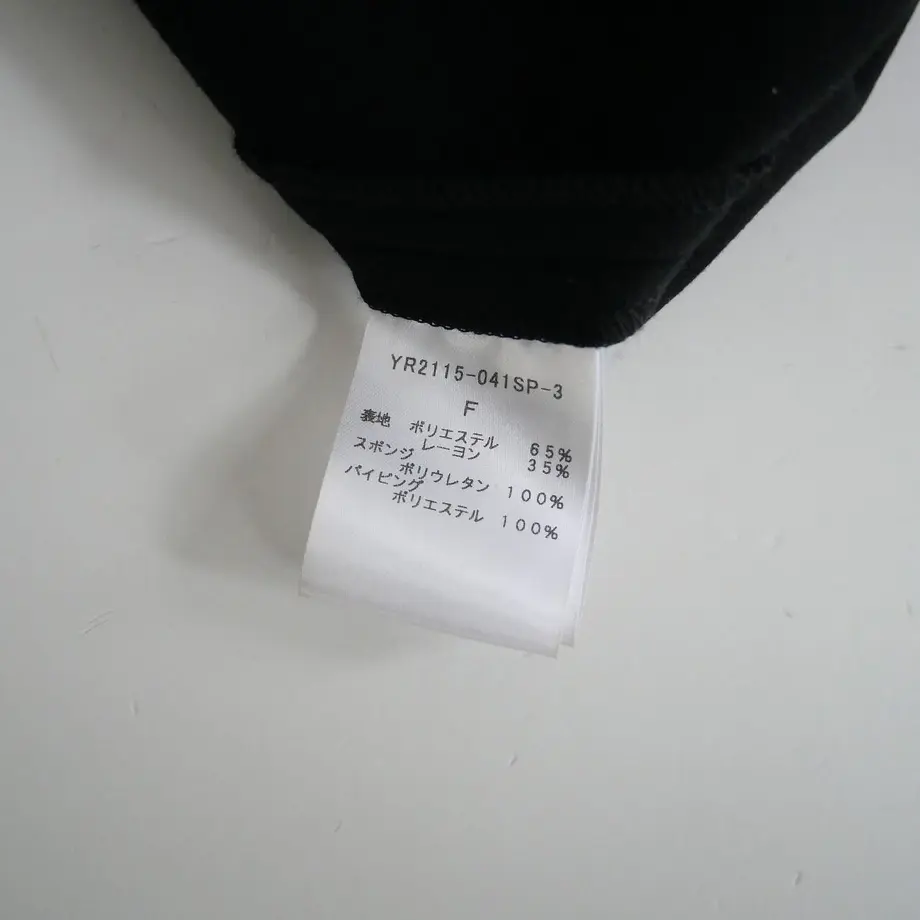 YR2115-041SP-3
F
表地 ポリエステル 65%
レーヨン 35%
スポンジ
ポリウレタン 100%
パイピング
ポリエステル 100%